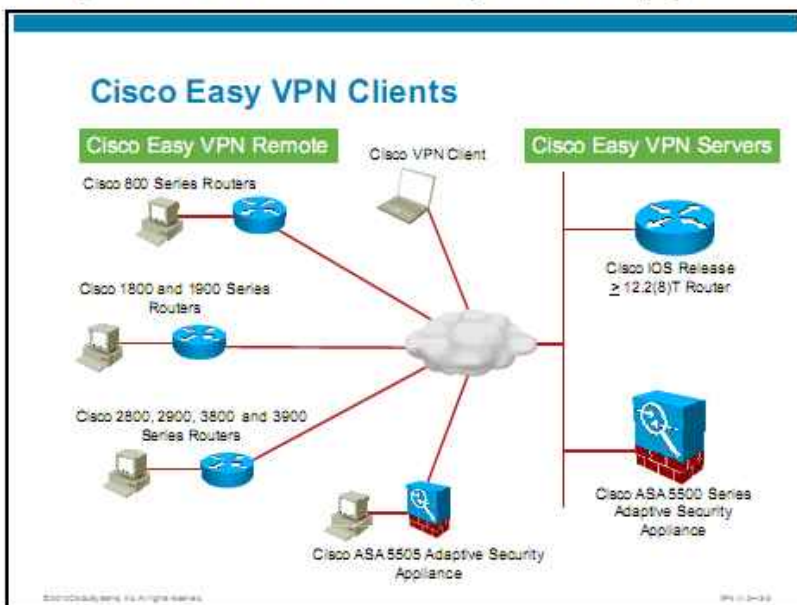 Cisco Easy VPN Clients
Cisco Easy VPN Remote
Cisco VPN Client
Cisco Easy VPN Servers
Cisco 800 Series Routers
Cisco IOS Release
≥ 12.2(8)T Router
Cisco 1800 and 1900 Series
Routers
Cisco 2800, 2900, 3800 and 3900
Series Routers
Cisco ASA 5500 Series
Adaptive Security
Appliance
Cisco ASA 5505 Adaptive Security
Appliance